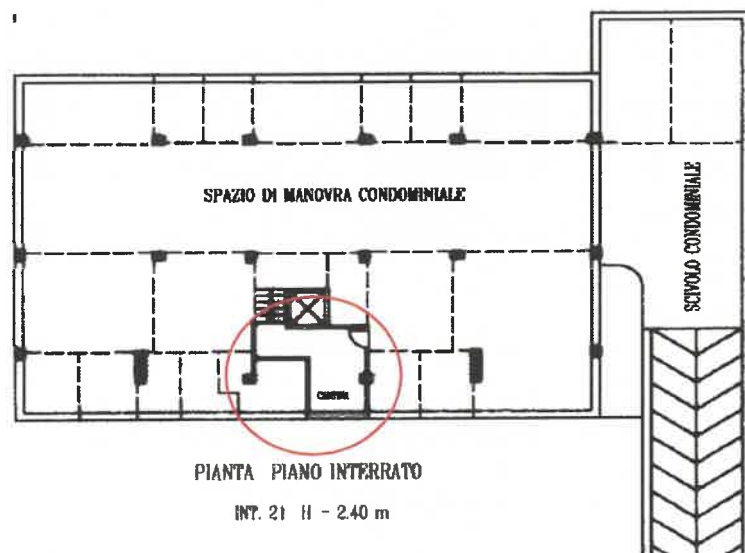 SPAZIO DI MANOVRA CONDOMINIALE
SCIVOLO CONDOMINIALE
CANTINA
PIANTA PIANO INTERRATO
INT. 21 H - 2.40 m